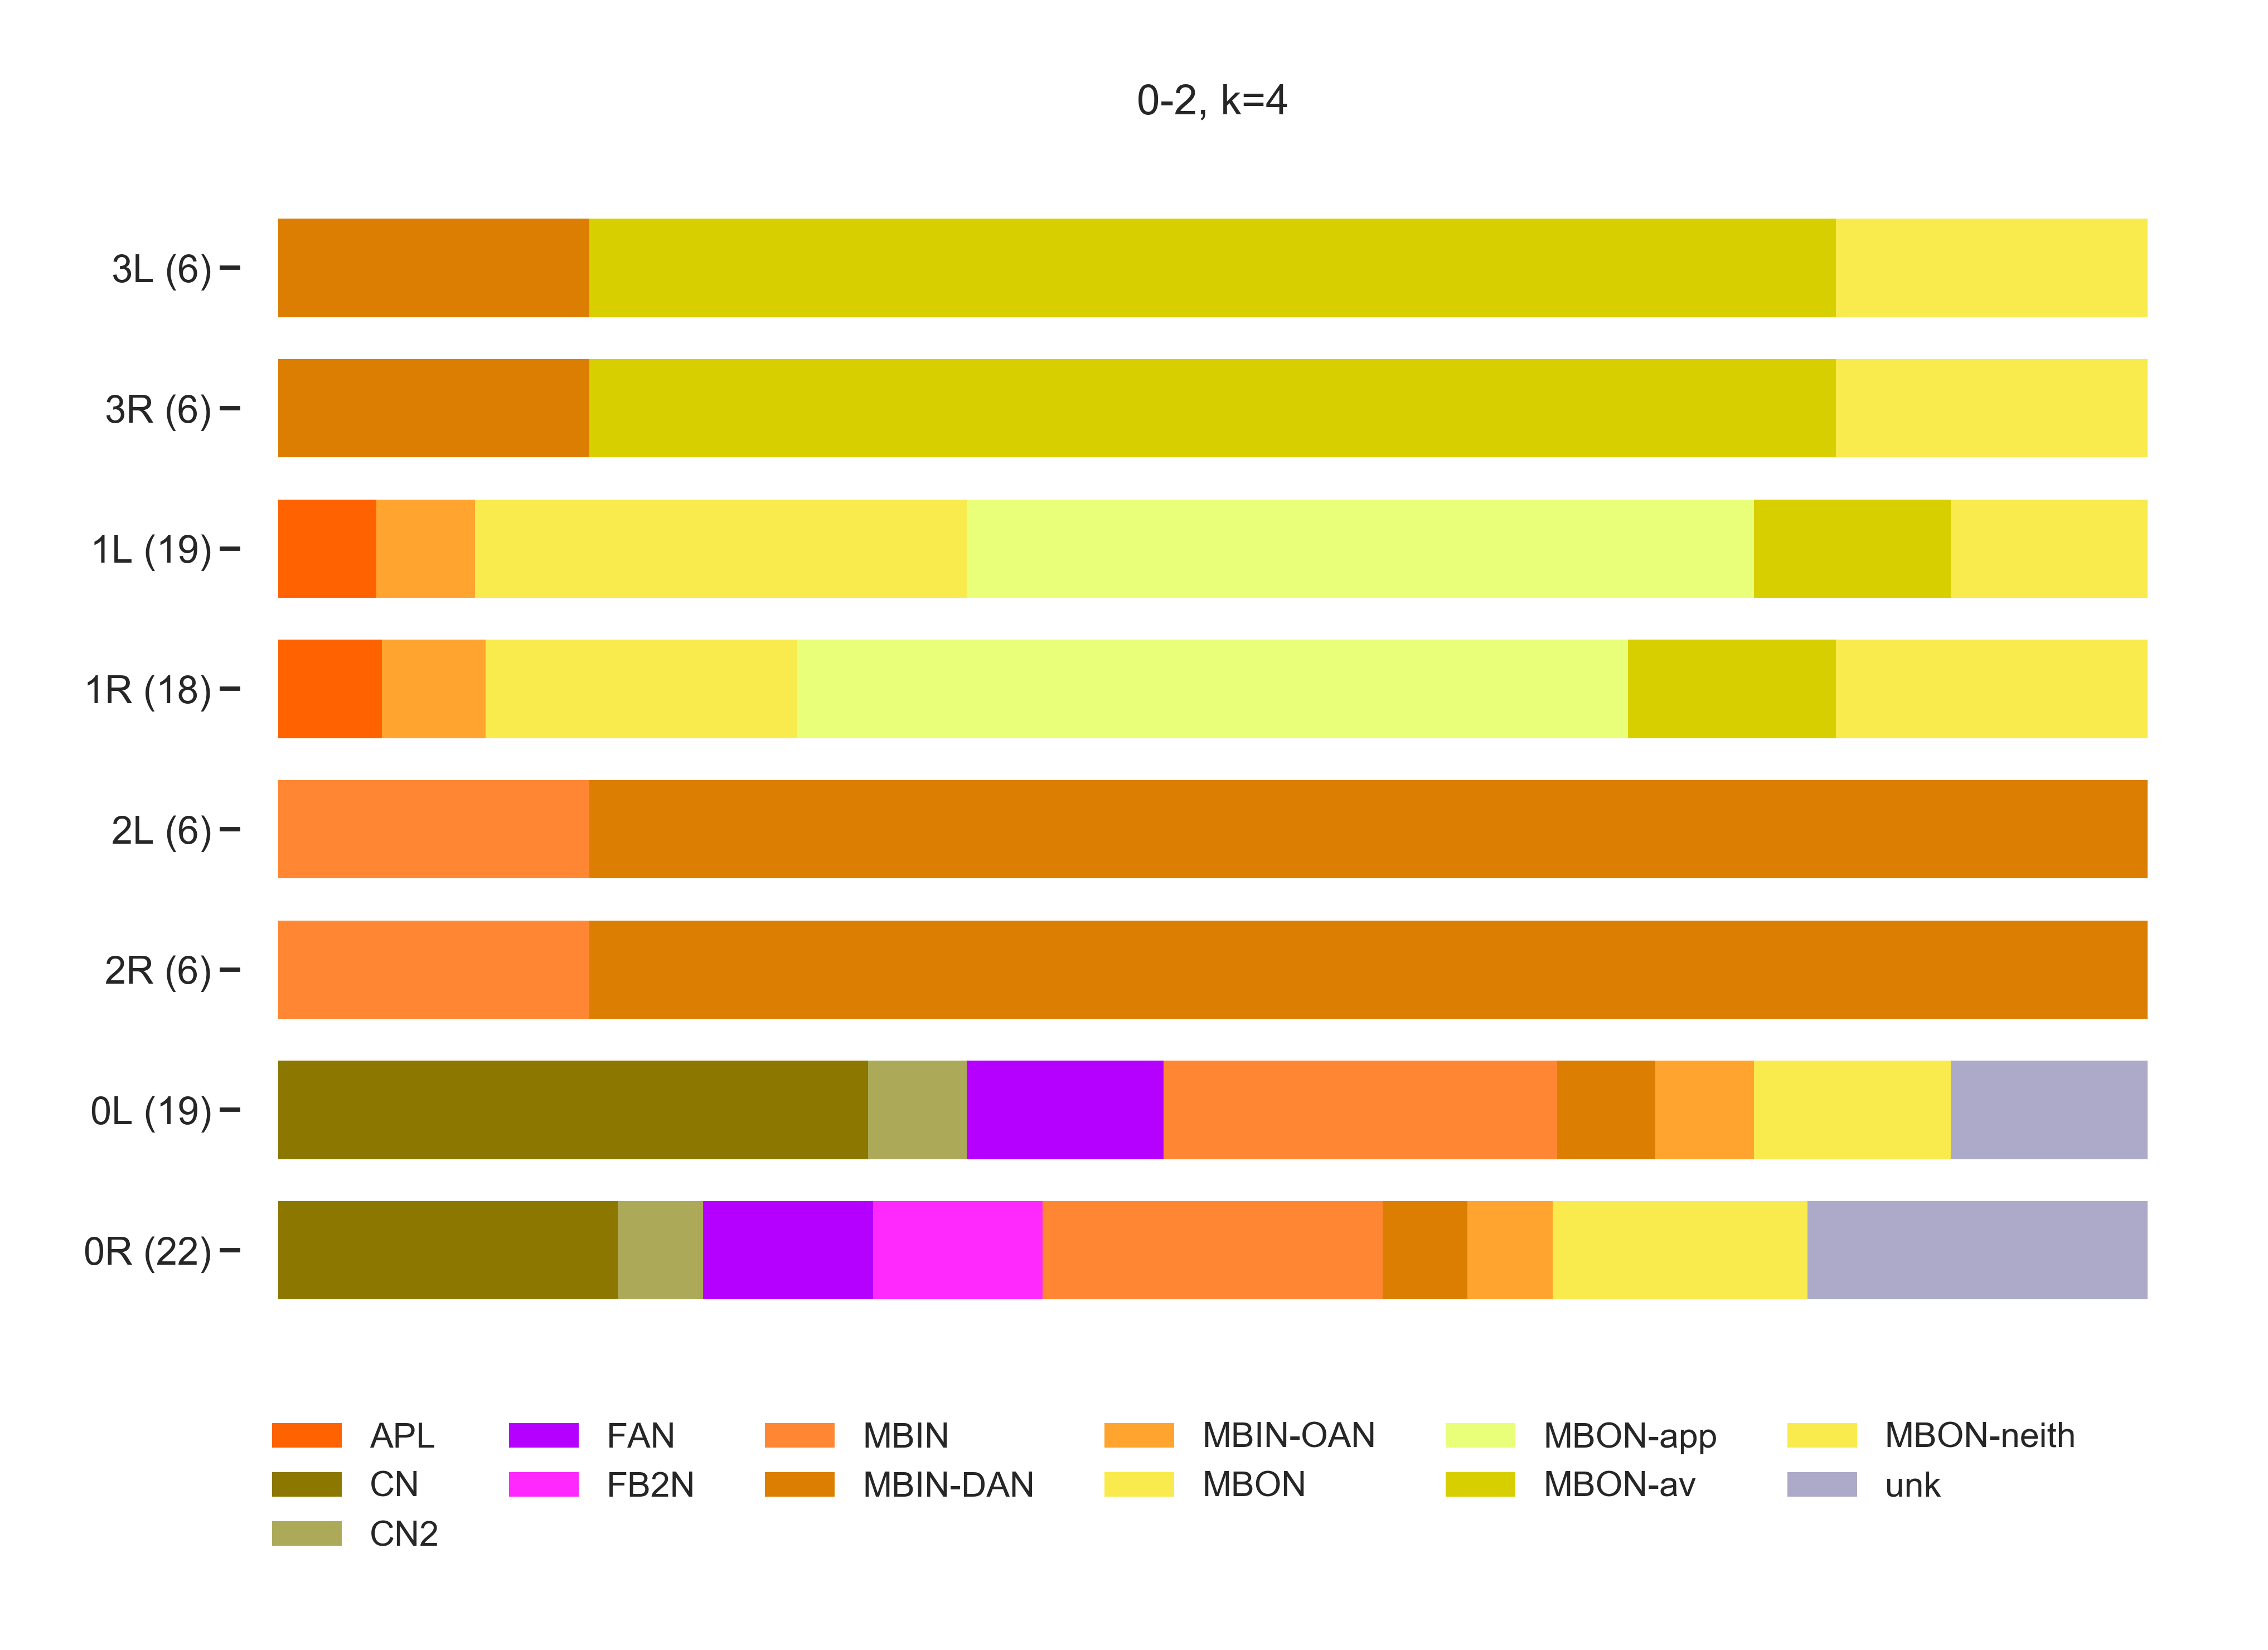 0-2, k=4
3L (6)
3R (6)
1L (19)
1R (18)
2L (6)
2R (6)
0L (19)
0R (22)
APL FAN MBIN MBIN-OAN MBON-app MBON-neith
CN FB2N MBIN-DAN MBON MBON-av unk
CN2